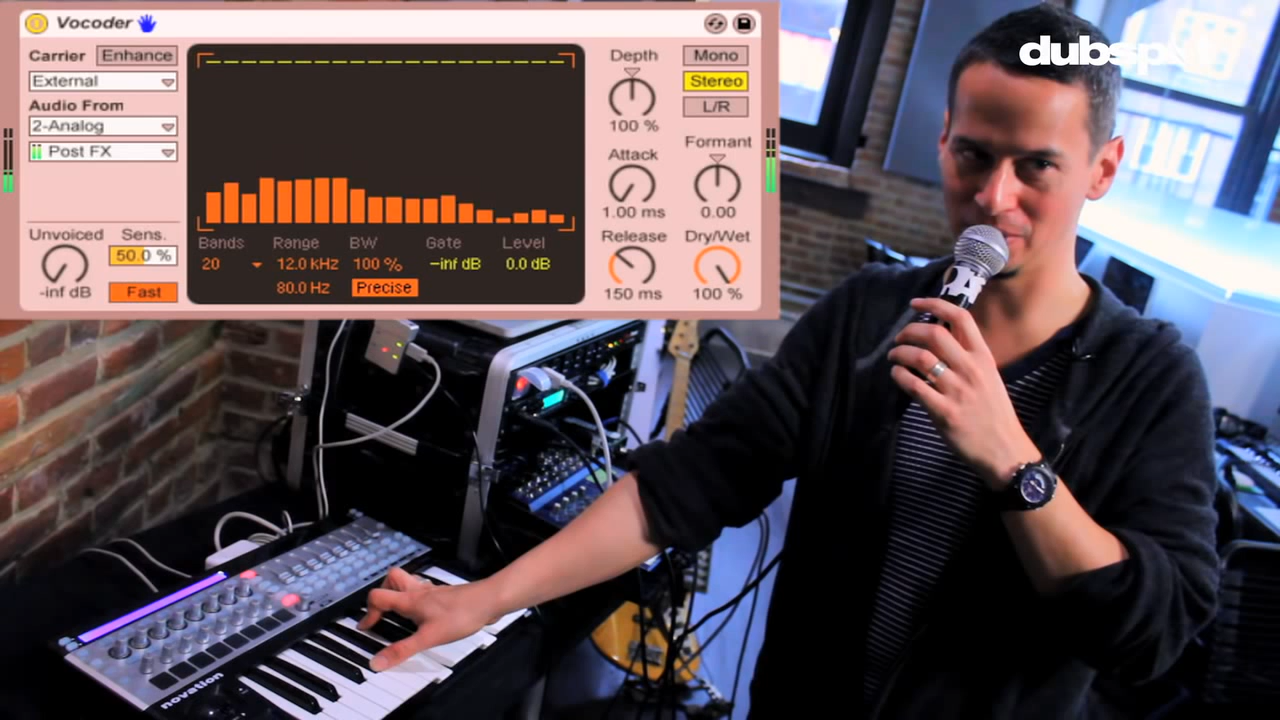 Vocoder
Carrier Enhance
External
Audio From
2-Analog
Post FX
Unvoiced Sens.
50.0 %
-inf dB Fast
Bands Range BW Gate Level
20 12.0 kHz 100 % -inf dB 0.0 dB
80.0 Hz Precise
Depth
100 %
Attack
1.00 ms
Release
150 ms
Mono
Stereo
L/R
Formant
0.00
Dry/Wet
100 %
dubspot
novation